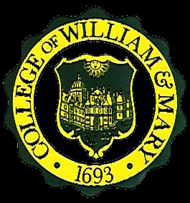 COLLEGE OF WILLIAM & MARY
• 1693 •